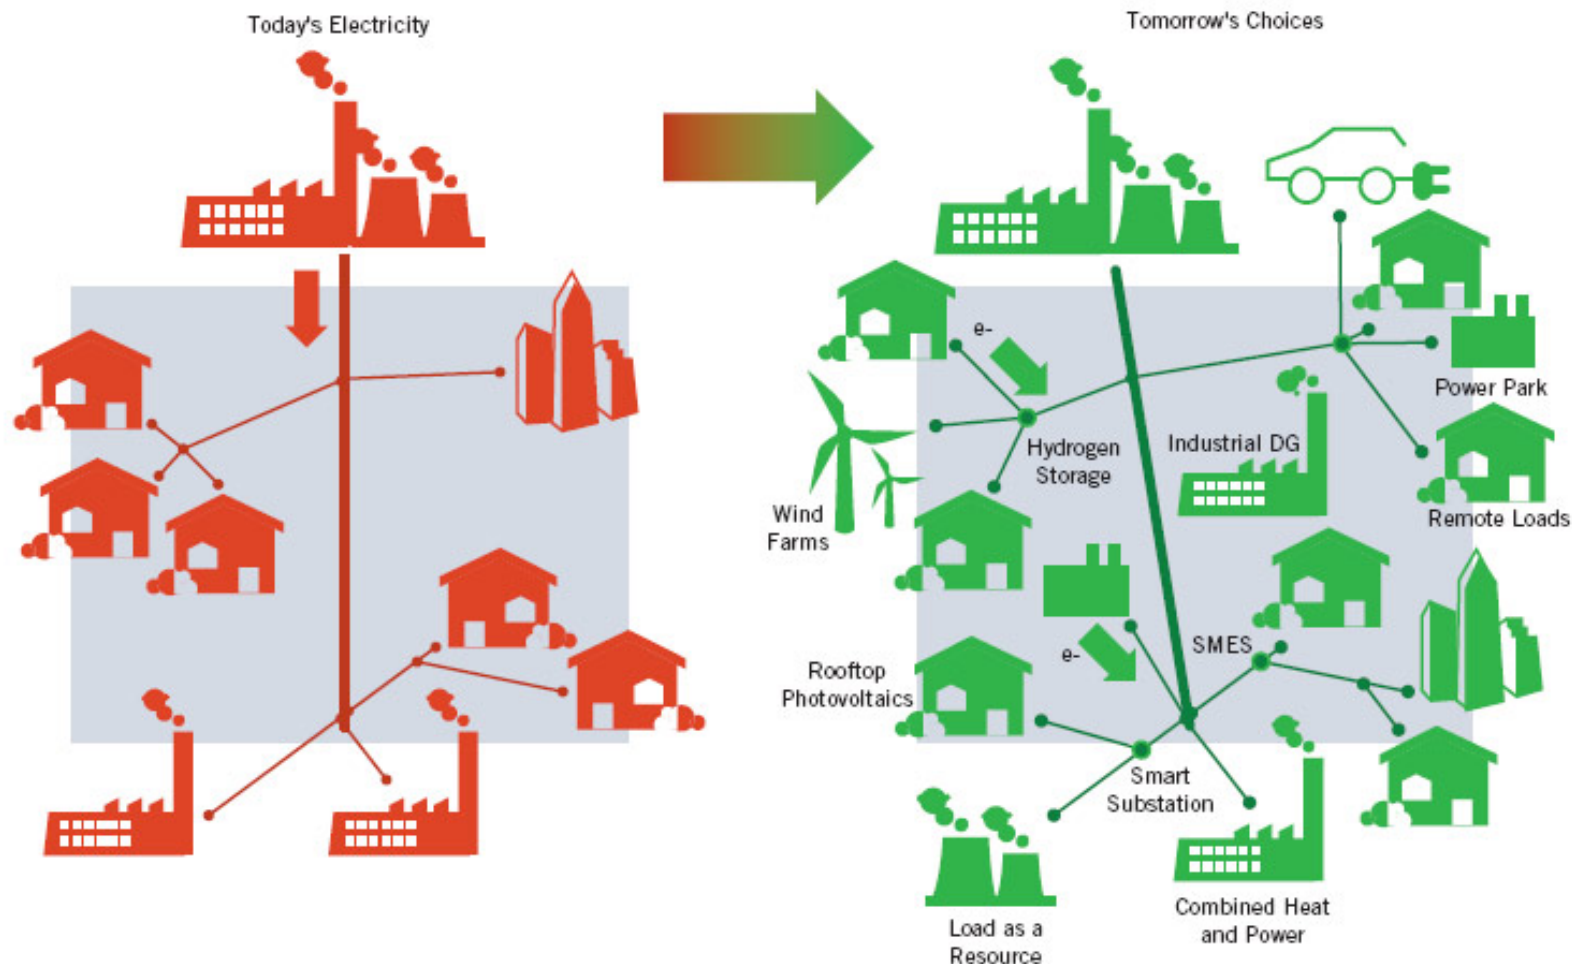 Today's Electricity
Tomorrow's Choices
e-
Power Park
Hydrogen
Storage
Industrial DG
Wind
Farms
Remote Loads
Rooftop
Photovoltaics
e-
SMES
Smart
Substation
Load as a
Resource
Combined Heat
and Power